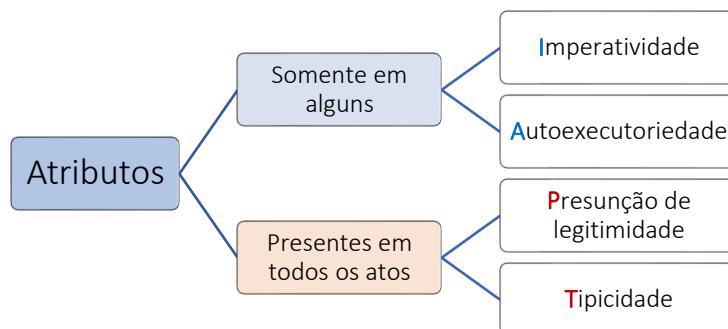 Atributos
Somente em
alguns
Imperatividade
Autoexecutoriedade
Presentes em
todos os atos
Presunção de
legitimidade
Tipicidade